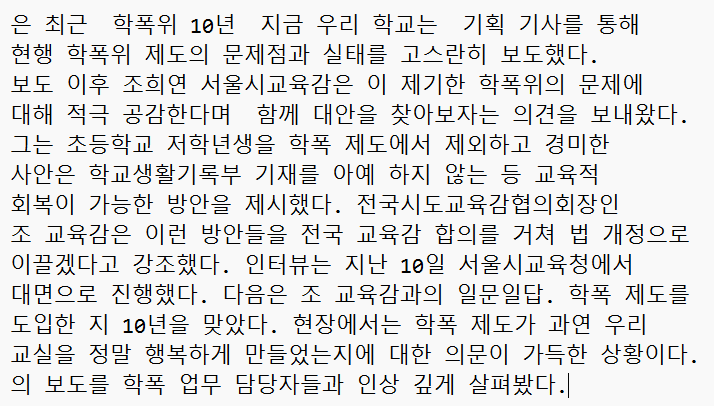 은 최근  학폭위 10년  지금 우리 학교는  기획 기사를 통해
현행 학폭위 제도의 문제점과 실태를 고스란히 보도했다.
보도 이후 조희연 서울시교육감은 이 제기한 학폭위의 문제에
대해 적극 공감한다며  함께 대안을 찾아보자는 의견을 보내왔다.
그는 초등학교 저학년생을 학폭 제도에서 제외하고 경미한
사안은 학교생활기록부 기재를 아예 하지 않는 등 교육적
회복이 가능한 방안을 제시했다. 전국시도교육감협의회장인
조 교육감은 이런 방안들을 전국 교육감 합의를 거쳐 법 개정으로
이끌겠다고 강조했다. 인터뷰는 지난 10일 서울시교육청에서
대면으로 진행했다. 다음은 조 교육감과의 일문일답. 학폭 제도를
도입한 지 10년을 맞았다. 현장에서는 학폭 제도가 과연 우리
교실을 정말 행복하게 만들었는지에 대한 의문이 가득한 상황이다.
의 보도를 학폭 업무 담당자들과 인상 깊게 살펴봤다.